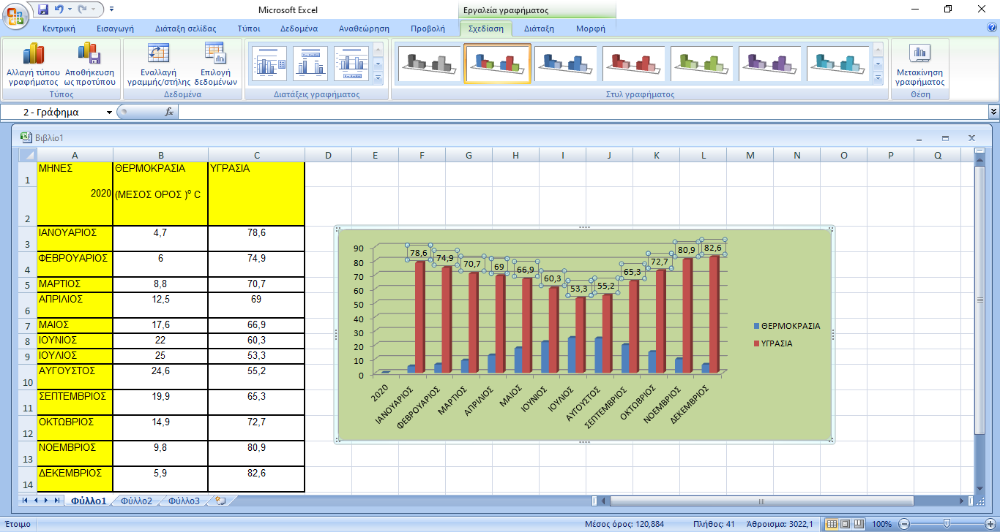 Microsoft Excel
Εργαλεία γραφήματος
Κεντρική Εισαγωγή Διάταξη σελίδας Τύποι Δεδομένα Αναθεώρηση Προβολή Σχεδίαση Διάταξη Μορφή
Αλλαγή τύπου γραφήματος
Αποθήκευση ως προτύπου
Εναλλαγή γραμμής/στήλης
Επιλογή δεδομένων
Μετακίνηση γραφήματος
Τύπος Δεδομένα Διατάξεις γραφήματος Στυλ γραφήματος Θέση
2 - Γράφημα fx
Βιβλίο1
A B C D E F G H I J K L M N O P Q
1 ΜΗΝΕΣ ΘΕΡΜΟΚΡΑΣΙΑ ΥΓΡΑΣΙΑ
2 2020 (ΜΕΣΟΣ ΟΡΟΣ )ο C
3 ΙΑΝΟΥΑΡΙΟΣ 4,7 78,6
4 ΦΕΒΡΟΥΑΡΙΟΣ 6 74,9
5 ΜΑΡΤΙΟΣ 8,8 70,7
6 ΑΠΡΙΛΙΟΣ 12,5 69
7 ΜΑΙΟΣ 17,6 66,9
8 ΙΟΥΝΙΟΣ 22 60,3
9 ΙΟΥΛΙΟΣ 25 53,3
10 ΑΥΓΟΥΣΤΟΣ 24,6 55,2
11 ΣΕΠΤΕΜΒΡΙΟΣ 19,9 65,3
12 ΟΚΤΩΒΡΙΟΣ 14,9 72,7
13 ΝΟΕΜΒΡΙΟΣ 9,8 80,9
14 ΔΕΚΕΜΒΡΙΟΣ 5,9 82,6
90
80
70
60
50
40
30
20
10
0
78,6 74,9 70,7 69 66,9 60,3 53,3 55,2 65,3 72,7 80,9 82,6
2020 ΙΑΝΟΥΑΡΙΟΣ ΦΕΒΡΟΥΑΡΙΟΣ ΜΑΡΤΙΟΣ ΑΠΡΙΛΙΟΣ ΜΑΙΟΣ ΙΟΥΝΙΟΣ ΙΟΥΛΙΟΣ ΑΥΓΟΥΣΤΟΣ ΣΕΠΤΕΜΒΡΙΟΣ ΟΚΤΩΒΡΙΟΣ ΝΟΕΜΒΡΙΟΣ ΔΕΚΕΜΒΡΙΟΣ
ΘΕΡΜΟΚΡΑΣΙΑ
ΥΓΡΑΣΙΑ
Φύλλο1 Φύλλο2 Φύλλο3
Έτοιμο Μέσος όρος: 120,884 Πλήθος: 41 Άθροισμα: 3022,1 100%